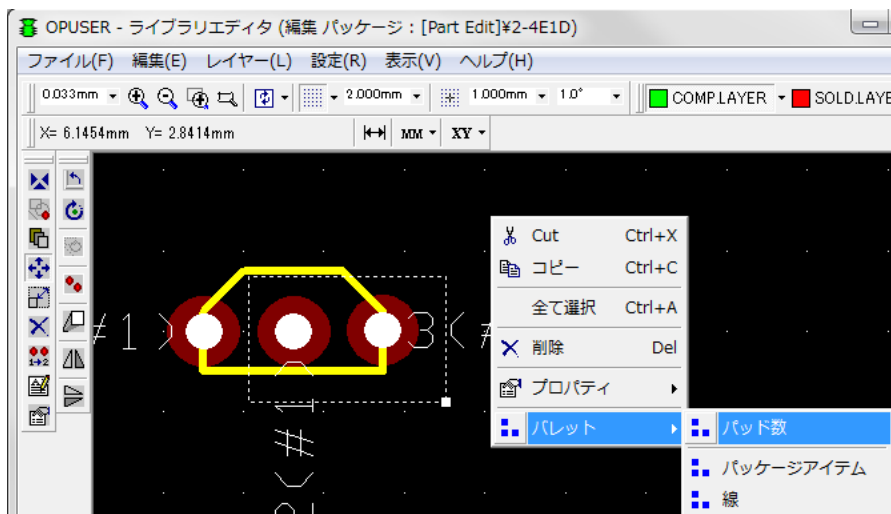 OPUSER - ライブラリエディタ (編集 パッケージ : [Part Edit]¥2-4E1D)
ファイル(F) 編集(E) レイヤー(L) 設定(R) 表示(V) ヘルプ(H)
0.033mm 2.000mm 1.000mm 1.0° COMP.LAYER SOLD.LAYE
X= 6.1454mm Y= 2.8414mm MM XY
Cut Ctrl+X
コピー Ctrl+C
全て選択 Ctrl+A
#1) 3(#
削除 Del
プロパティ
パレット パッド数
パッケージアイテム
線
1→2